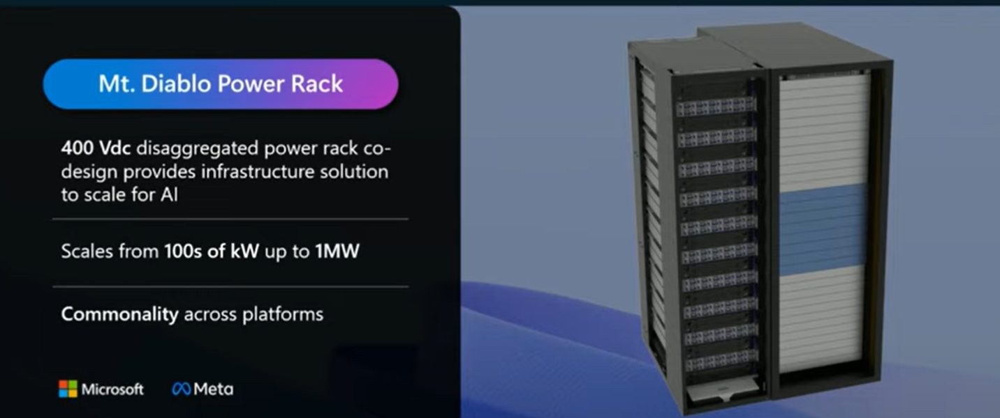 Mt. Diablo Power Rack
400 Vdc disaggregated power rack co-
design provides infrastructure solution
to scale for AI
Scales from 100s of kW up to 1MW
Commonality across platforms
Microsoft Meta